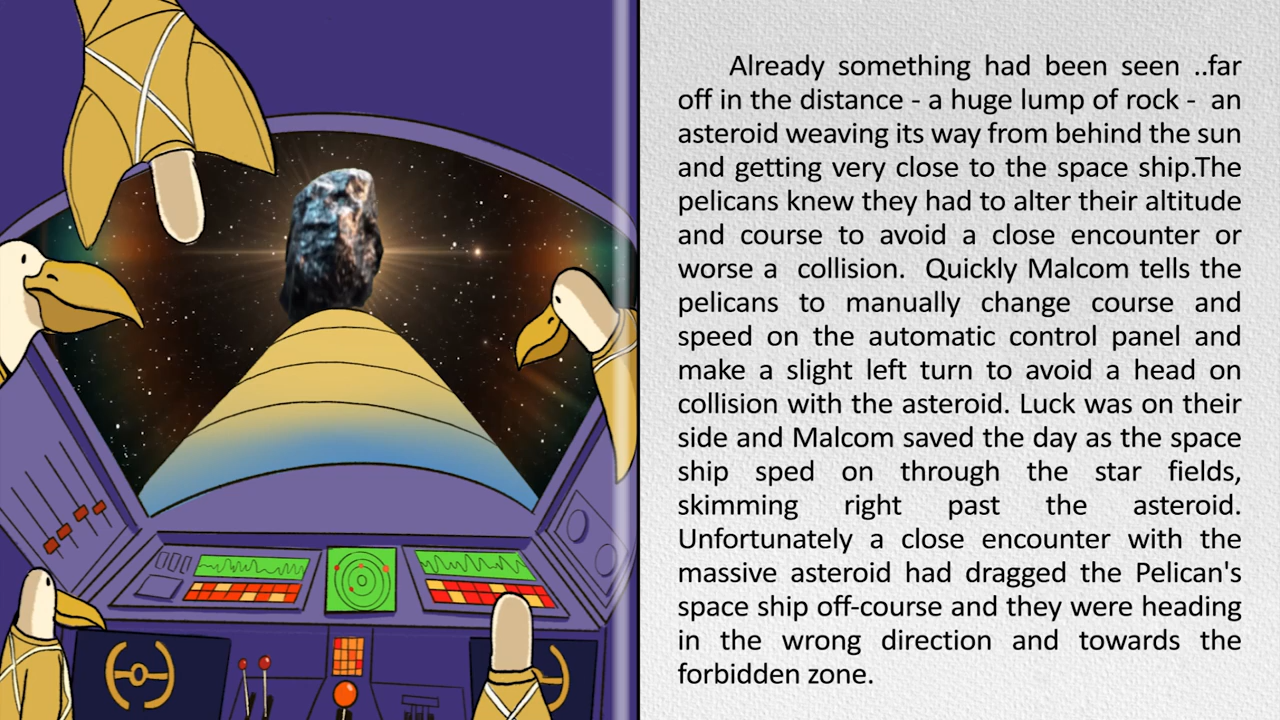 Already something had been seen ..far
off in the distance - a huge lump of rock - an
asteroid weaving its way from behind the sun
and getting very close to the space ship.The
pelicans knew they had to alter their altitude
and course to avoid a close encounter or
worse a collision. Quickly Malcom tells the
pelicans to manually change course and
speed on the automatic control panel and
make a slight left turn to avoid a head on
collision with the asteroid. Luck was on their
side and Malcom saved the day as the space
ship sped on through the star fields,
skimming right past the asteroid.
Unfortunately a close encounter with the
massive asteroid had dragged the Pelican's
space ship off-course and they were heading
in the wrong direction and towards the
forbidden zone.